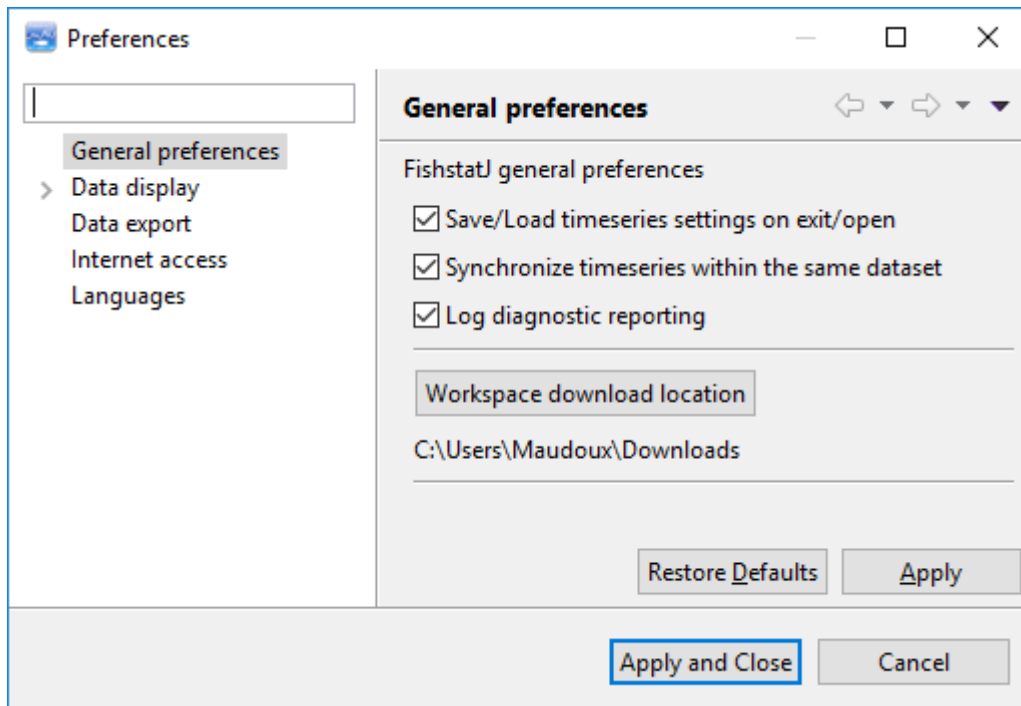 Preferences
General preferences
Data display
Data export
Internet access
Languages
General preferences
FishstatJ general preferences
Save/Load timeseries settings on exit/open
Synchronize timeseries within the same dataset
Log diagnostic reporting
Workspace download location
C:\Users\Maudoux\Downloads
Restore Defaults Apply
Apply and Close Cancel